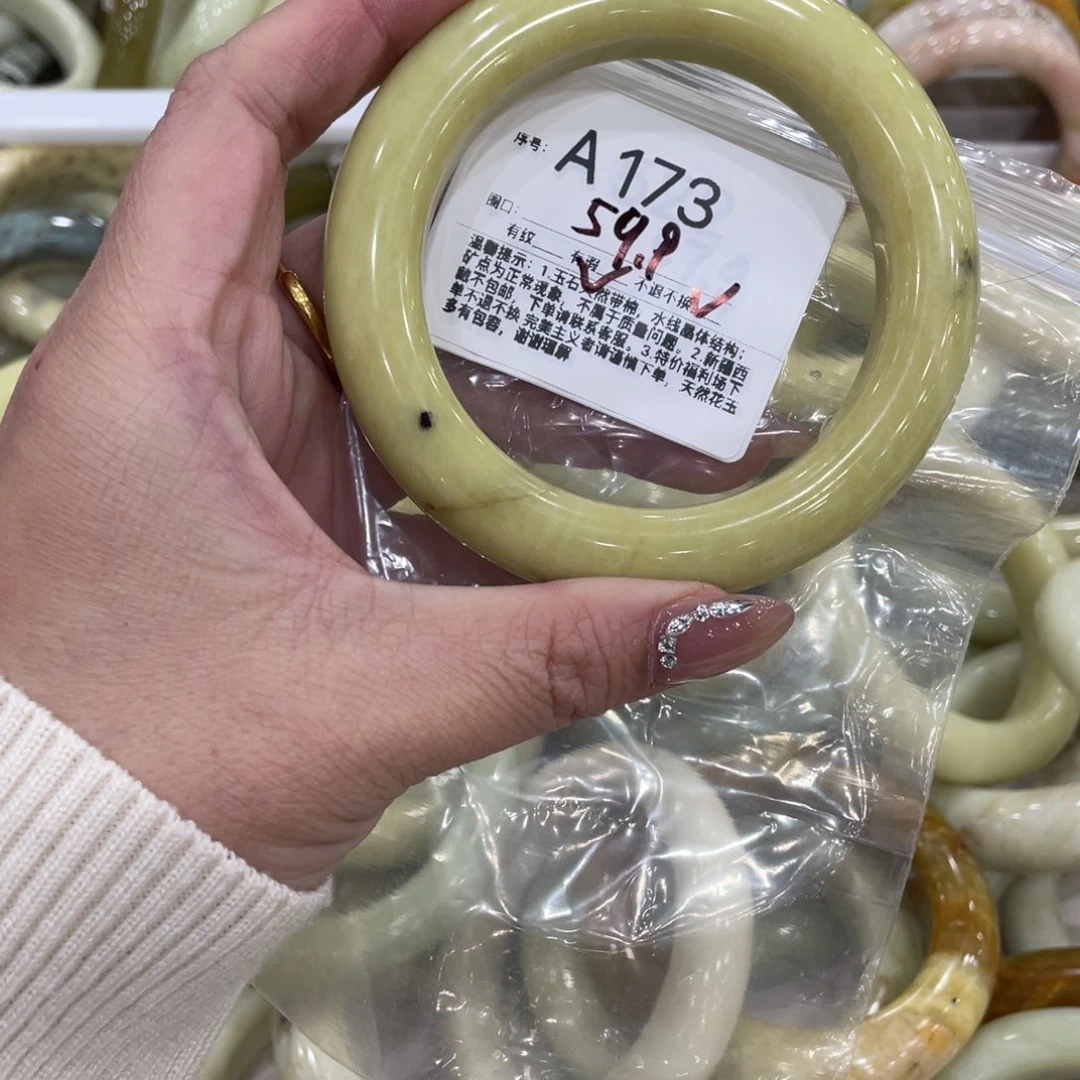 序号: A173
圈口: 59.9
有纹 有瑕 不退不换
温馨提示：1.玉石天然带棉，水线晶体结构；
矿点为正常现象，不属于质量问题。2.新疆西
藏不包邮，下单请联系客服。3.特价福利场下
单不退不换 完美主义者请谨慎下单，天然花玉
多有包容，谢谢理解